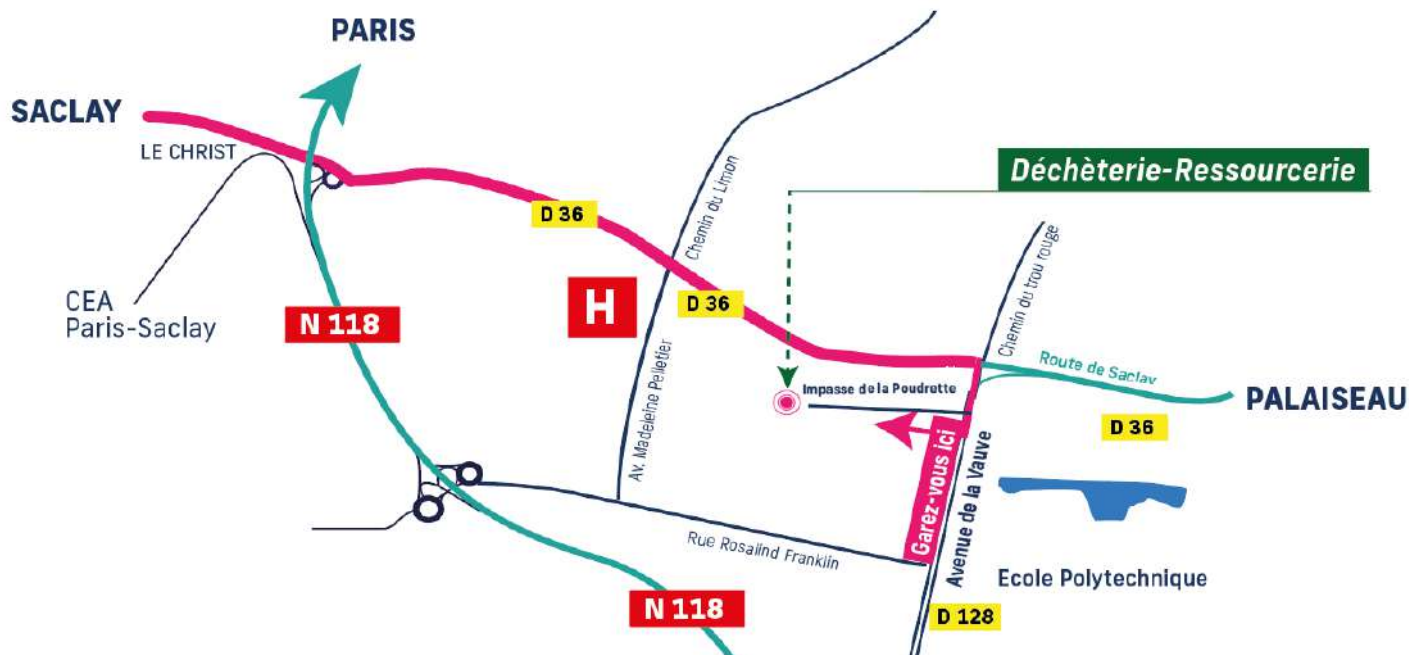 PARIS
SACLAY
LE CHRIST
CEA
Paris-Saclay
N 118
D 36
H
D 36
Chemin du Limon
Av. Madeleine Pelletier
Déchèterie-Ressourcerie
Chemin du trou rouge
Route de Saclay
PALAISEAU
D 36
Impasse de la Poudrette
Garez-vous ici
Avenue de la Vauve
Rue Rosalind Franklin
Ecole Polytechnique
N 118
D 128